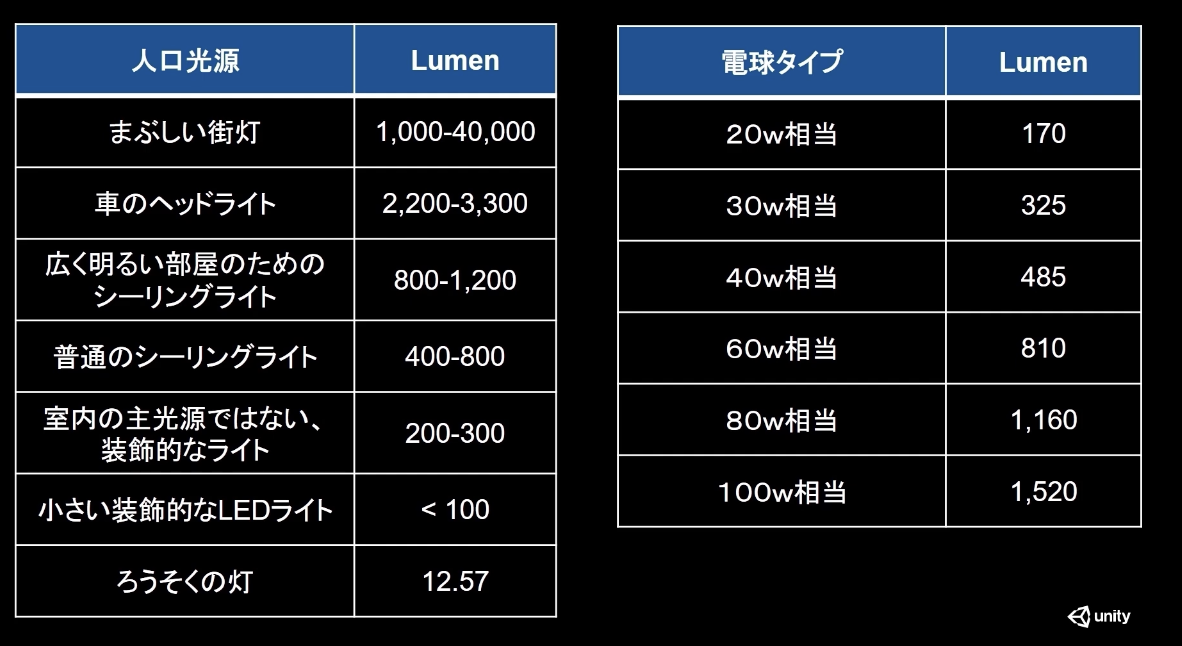 人口光源 Lumen
まぶしい街灯 1,000-40,000
車のヘッドライト 2,200-3,300
広く明るい部屋のための
シーリングライト 800-1,200
普通のシーリングライト 400-800
室内の主光源ではない、
装飾的なライト 200-300
小さい装飾的なLEDライト < 100
ろうそくの灯 12.57
電球タイプ Lumen
20w相当 170
30w相当 325
40w相当 485
60w相当 810
80w相当 1,160
100w相当 1,520
unity